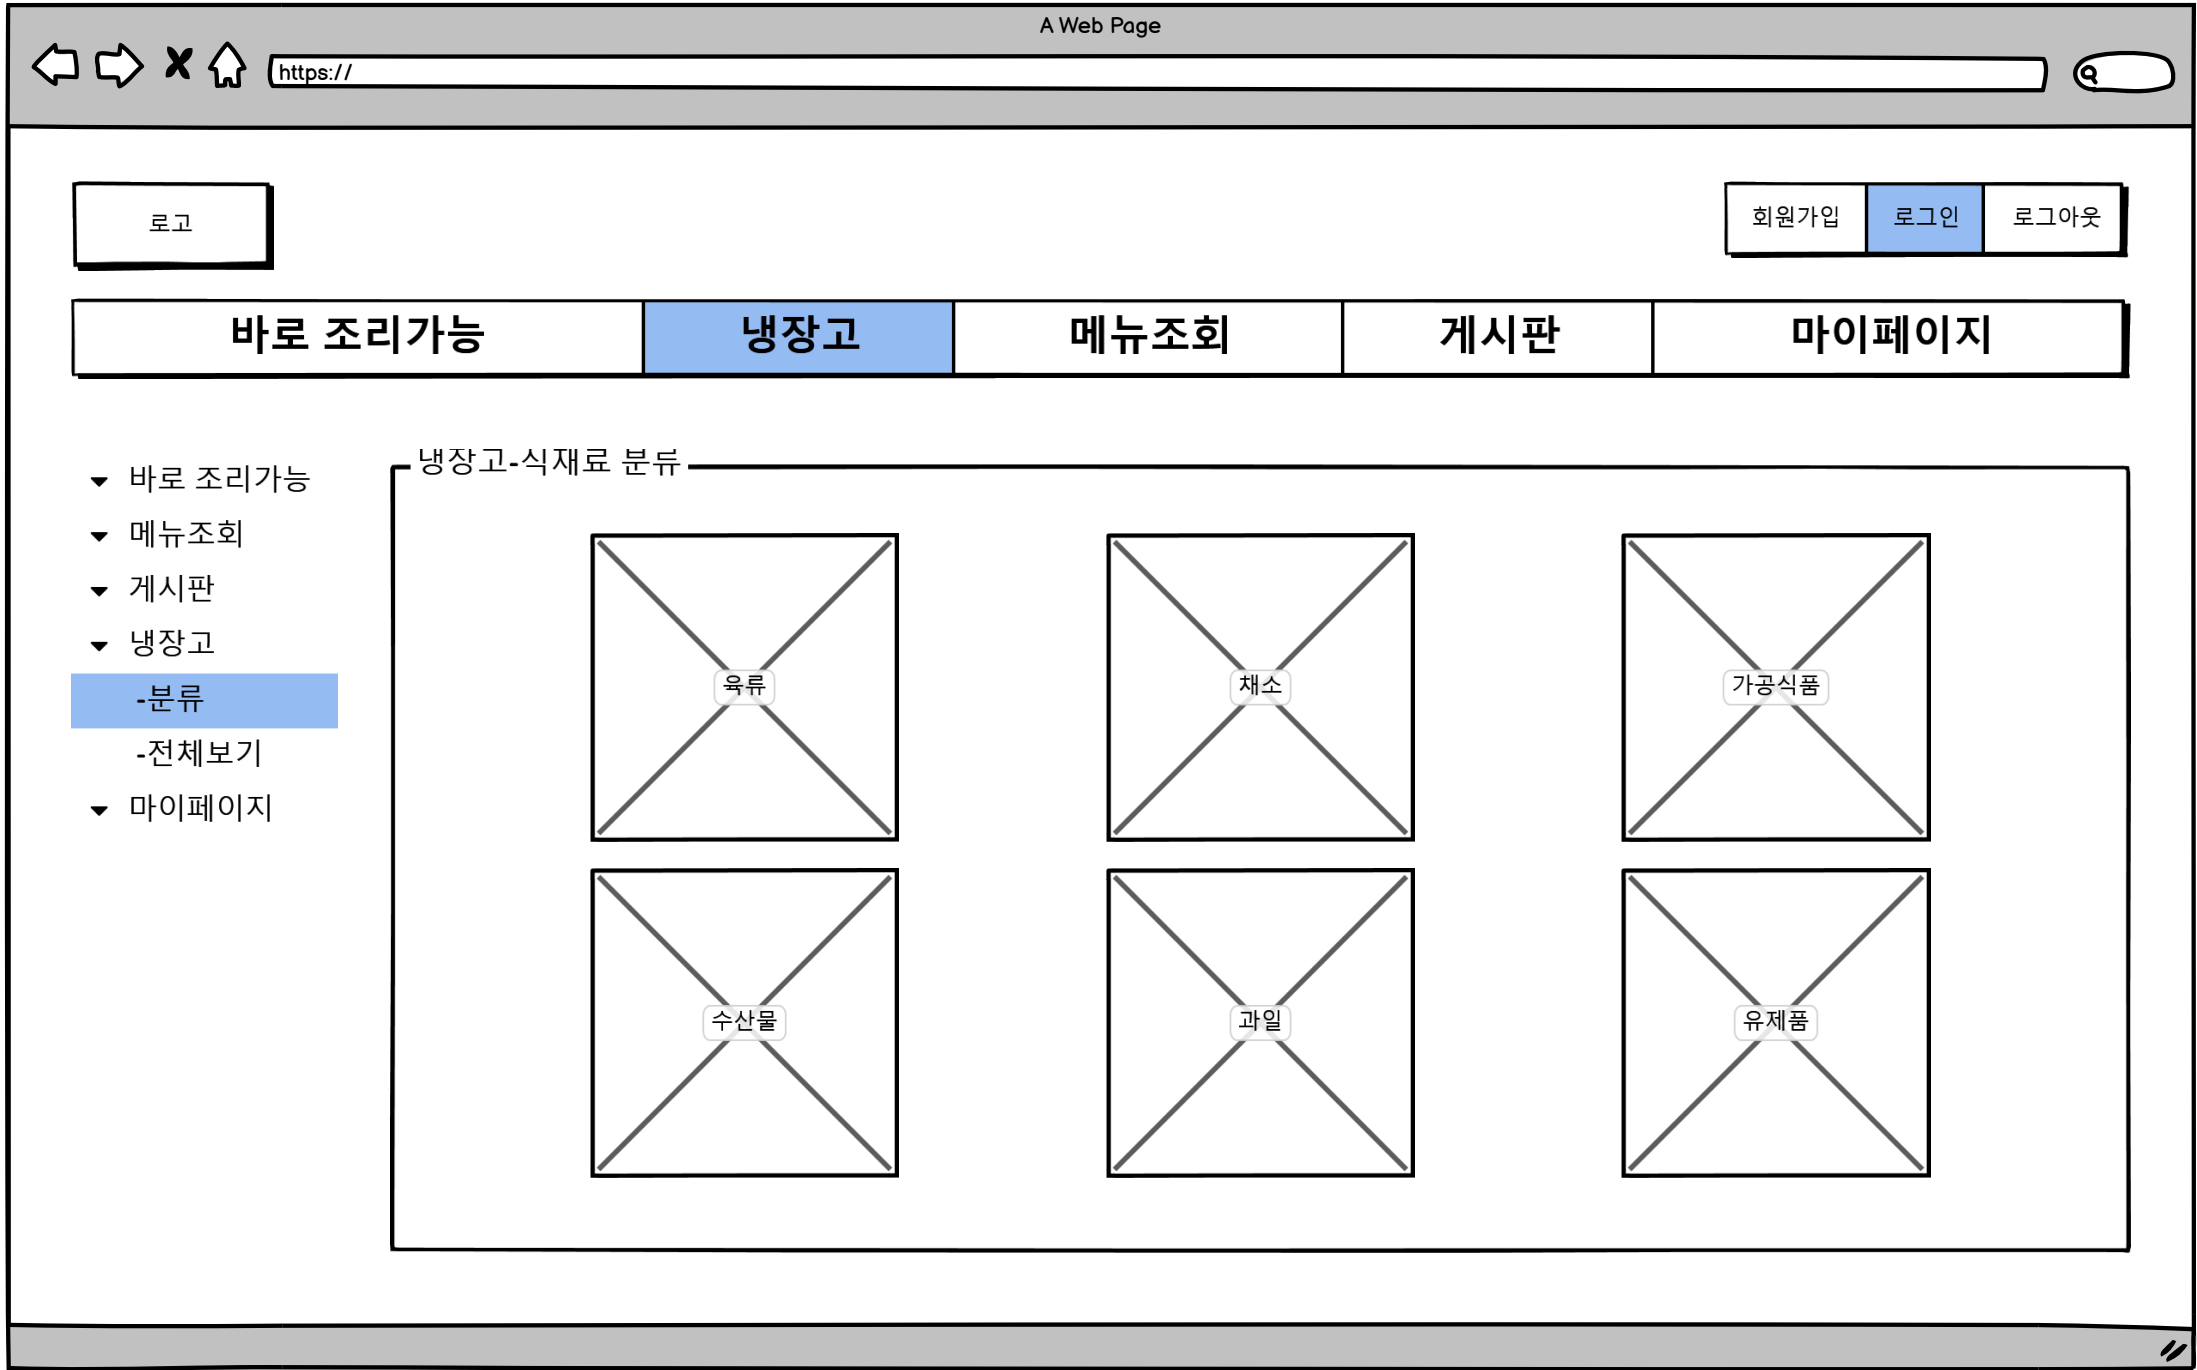 A Web Page
https://
로고
회원가입 로그인 로그아웃
바로 조리가능 냉장고 메뉴조회 게시판 마이페이지
바로 조리가능
메뉴조회
게시판
냉장고
-분류
-전체보기
마이페이지
냉장고-식재료 분류
육류 채소 가공식품
수산물 과일 유제품